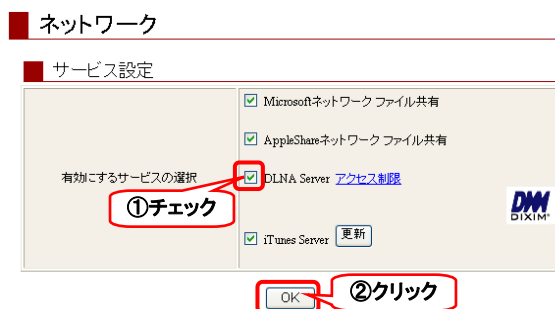 ネットワーク
サービス設定
Microsoftネットワーク ファイル共有
AppleShareネットワーク ファイル共有
有効にするサービスの選択
DLNA Server アクセス制限
①チェック
DiXiM
iTunes Server 更新
OK
②クリック